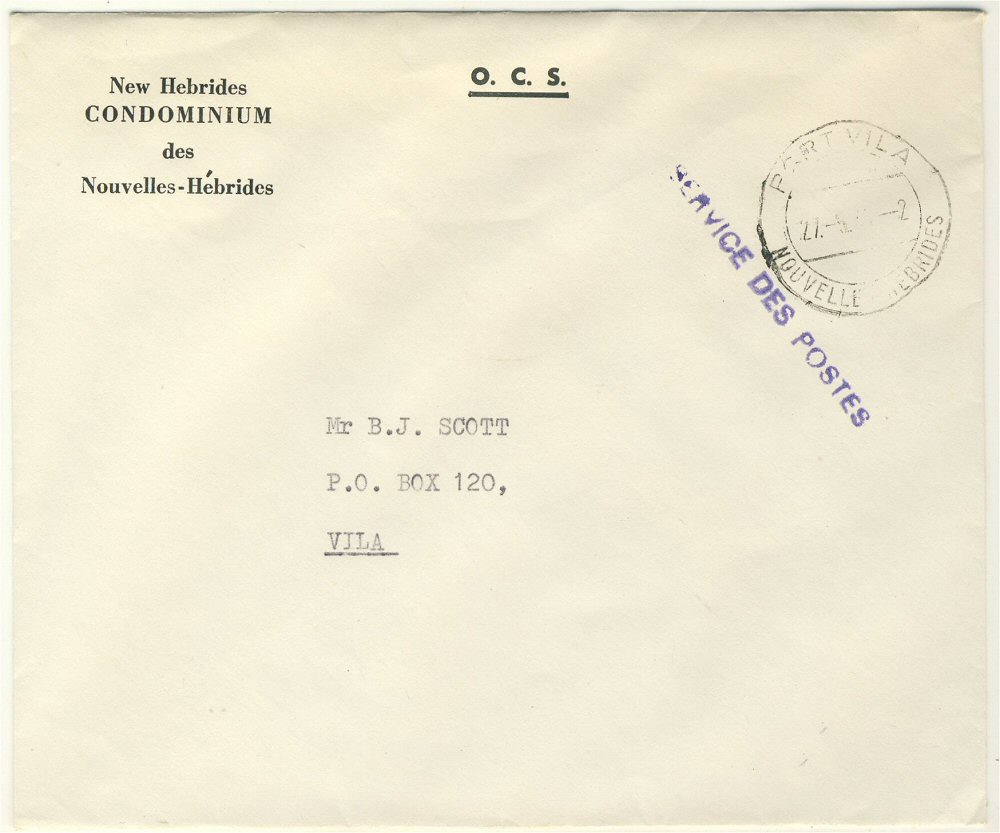 New Hebrides
CONDOMINIUM
des
Nouvelles-Hébrides
O. C. S.
PORT VILA
NOUVELLES HEBRIDES
SERVICE DES POSTES
Mr B.J. SCOTT
P.O. BOX 120,
VILA